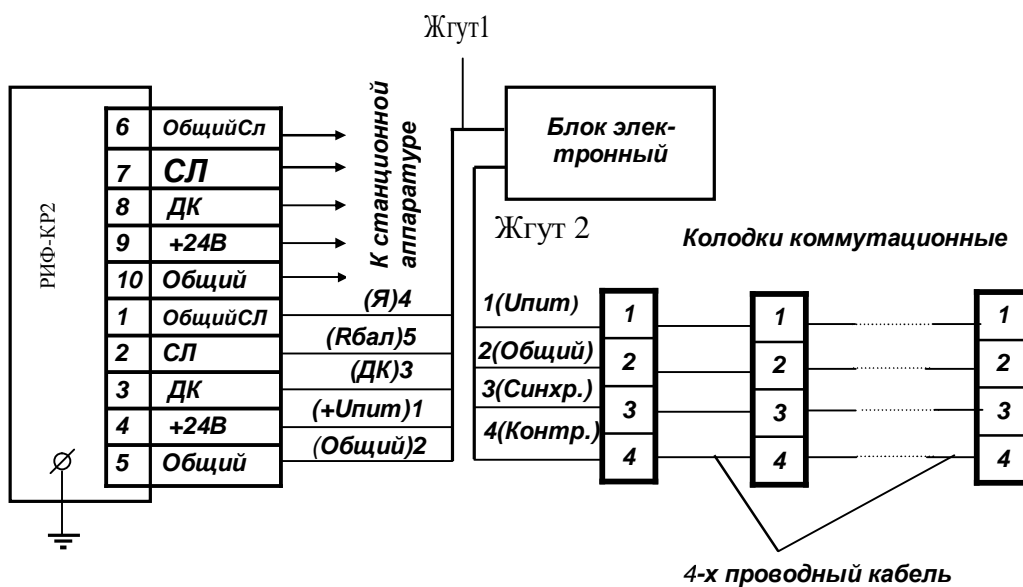 Жгут1
РИФ-КР2
6 ОбщийСл
7 СЛ
8 ДК
9 +24В
10 Общий
1 ОбщийСЛ
2 СЛ
3 ДК
4 +24В
5 Общий
К станционной
аппаратуре
Блок элек-
тронный
Жгут 2
Колодки коммутационные
(Я)4
(Rбал)5
(ДК)3
(+Uпит)1
(Общий)2
1(Uпит)
2(Общий)
3(Синхр.)
4(Контр.)
1
2
3
4
1
2
3
4
1
2
3
4
4-х проводный кабель